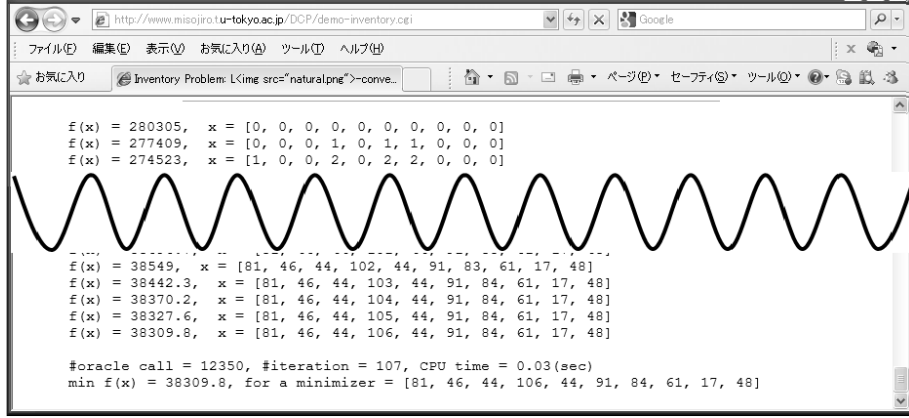 http://www.misojiro.t.u-tokyo.ac.jp/DCP/demo-inventory.cgi
Google
ファイル(F) 編集(E) 表示(V) お気に入り(A) ツール(T) ヘルプ(H)
お気に入り Inventory Problem: L<img src="natural.png">-conve...
ページ(P) セーフティ(S) ツール(O)
f(x) = 280305, x = [0, 0, 0, 0, 0, 0, 0, 0, 0, 0]
f(x) = 277409, x = [0, 0, 0, 1, 0, 1, 1, 0, 0, 0]
f(x) = 274523, x = [1, 0, 0, 2, 0, 2, 2, 0, 0, 0]
f(x) = 38549, x = [81, 46, 44, 102, 44, 91, 83, 61, 17, 48]
f(x) = 38442.3, x = [81, 46, 44, 103, 44, 91, 84, 61, 17, 48]
f(x) = 38370.2, x = [81, 46, 44, 104, 44, 91, 84, 61, 17, 48]
f(x) = 38327.6, x = [81, 46, 44, 105, 44, 91, 84, 61, 17, 48]
f(x) = 38309.8, x = [81, 46, 44, 106, 44, 91, 84, 61, 17, 48]
#oracle call = 12350, #iteration = 107, CPU time = 0.03(sec)
min f(x) = 38309.8, for a minimizer = [81, 46, 44, 106, 44, 91, 84, 61, 17, 48]